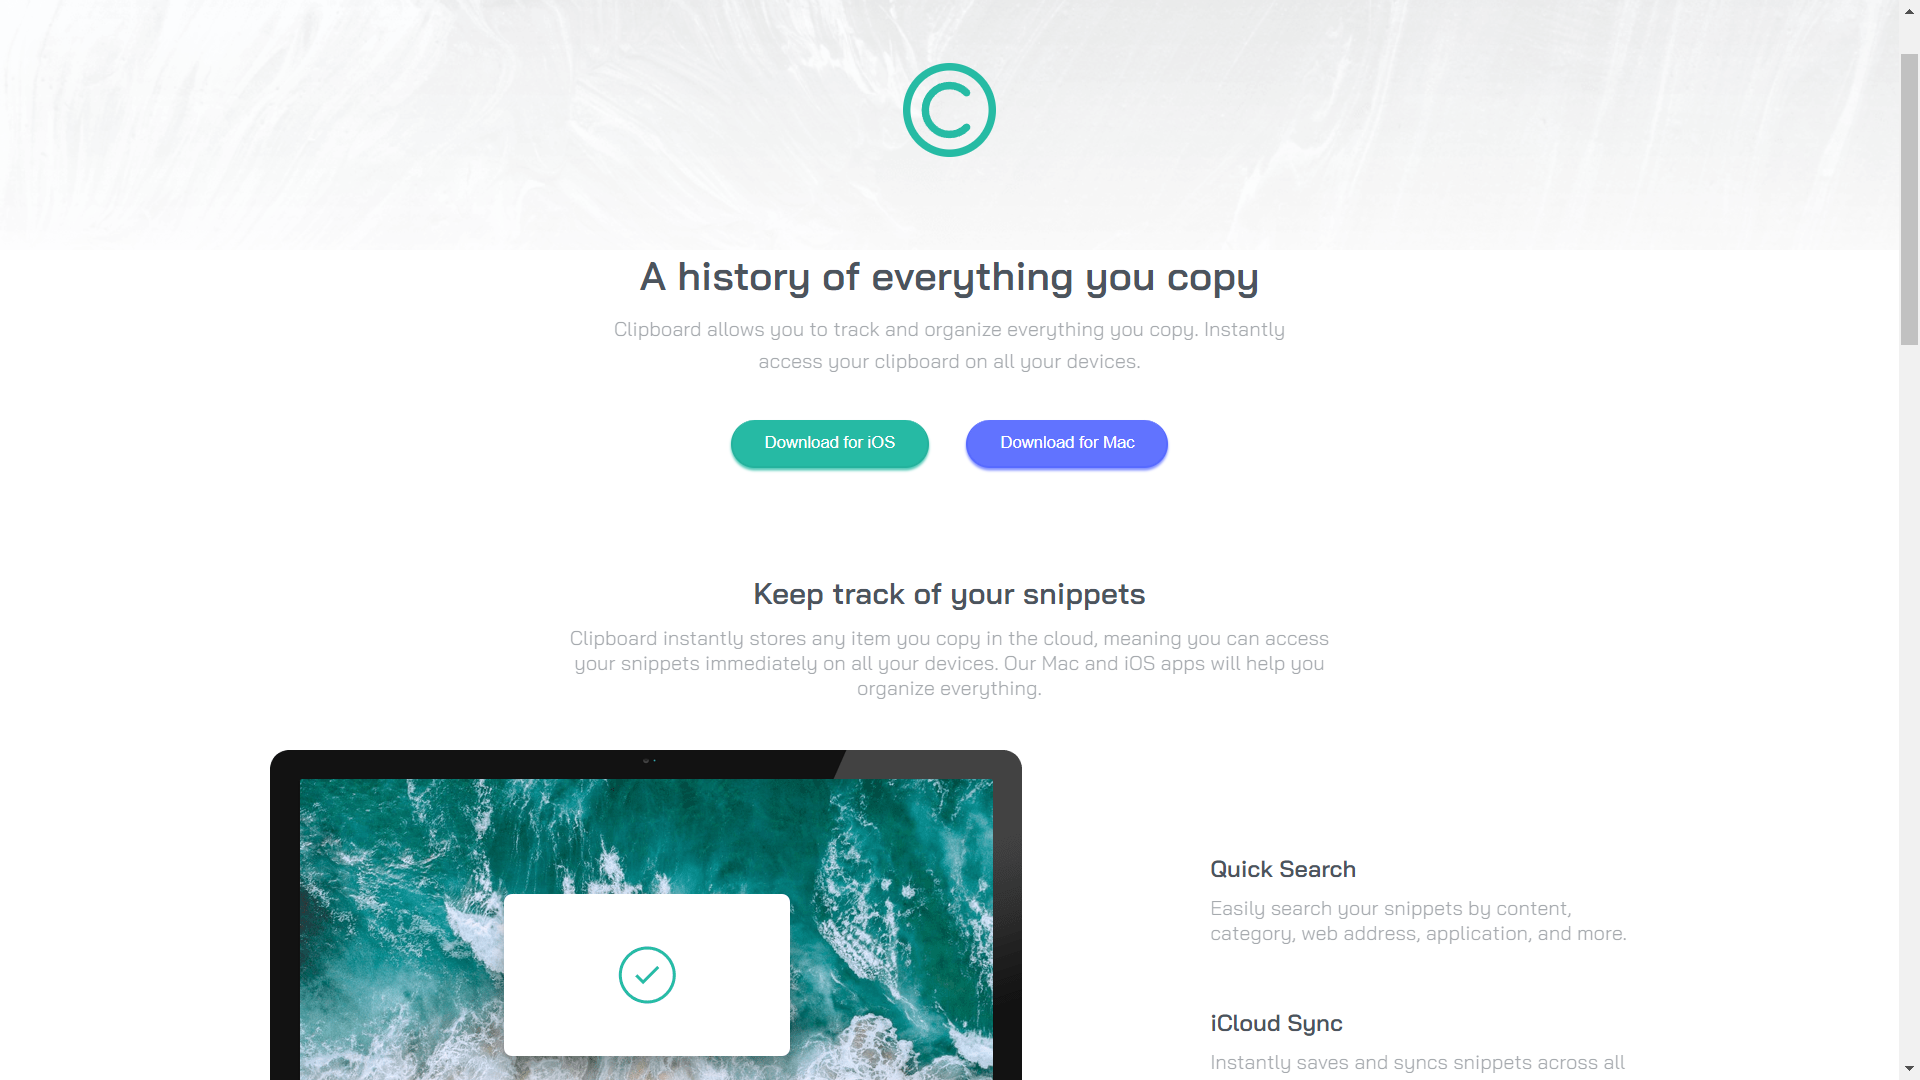 A history of everything you copy
Clipboard allows you to track and organize everything you copy. Instantly
access your clipboard on all your devices.
Download for iOS
Download for Mac
Keep track of your snippets
Clipboard instantly stores any item you copy in the cloud, meaning you can access
your snippets immediately on all your devices. Our Mac and iOS apps will help you
organize everything.
Quick Search
Easily search your snippets by content,
category, web address, application, and more.
iCloud Sync
Instantly saves and syncs snippets across all